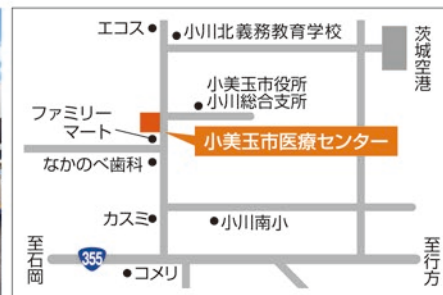 エコス
小川北義務教育学校
茨城空港
小美玉市役所
小川総合支所
ファミリー
マート
小美玉市医療センター
なかのべ歯科
カスミ
小川南小
至石岡
355
至行方
コメリ